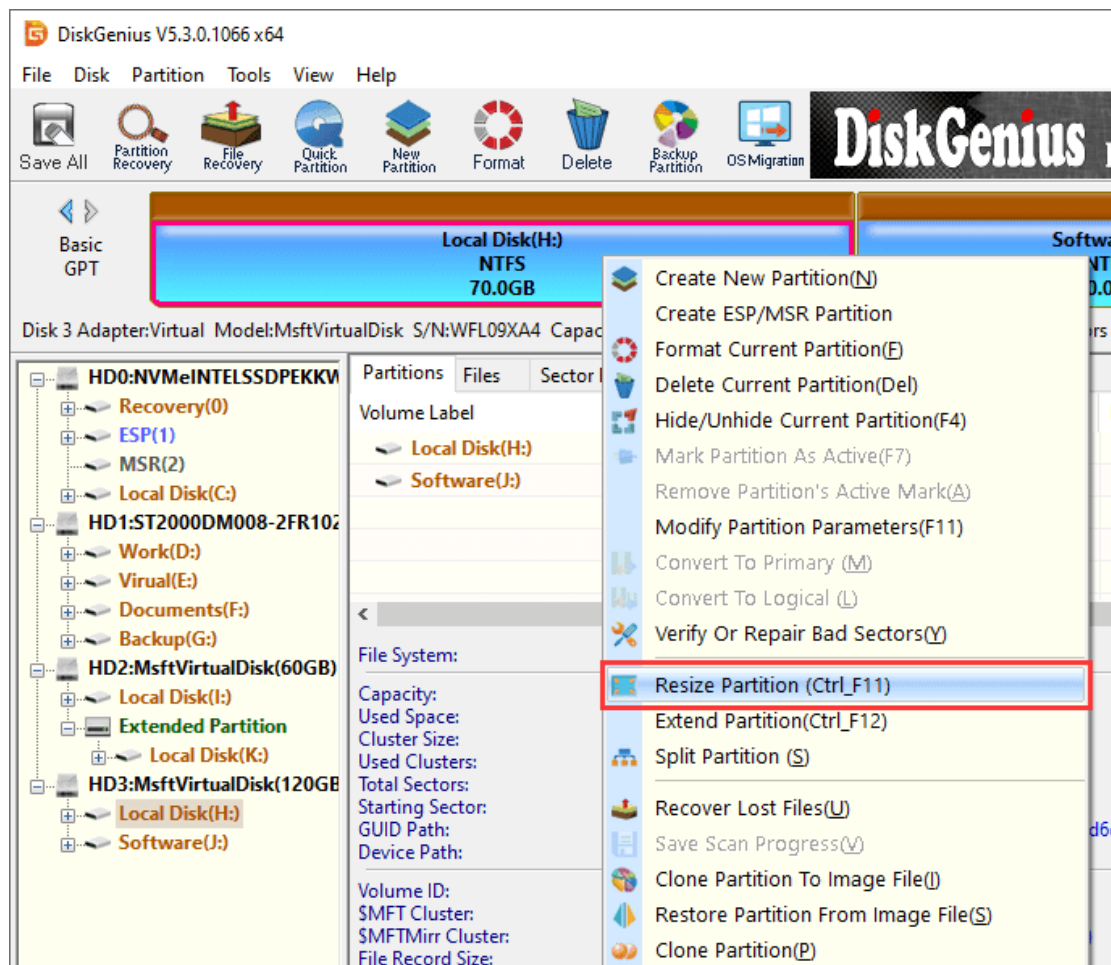 DiskGenius V5.3.0.1066 x64
File Disk Partition Tools View Help
Save All
Partition Recovery
File Recovery
Quick Partition
New Partition
Format
Delete
Backup Partition
OS Migration
DiskGenius
Basic
GPT
Local Disk(H:)
NTFS
70.0GB
Disk 3 Adapter:Virtual Model:MsftVirtualDisk S/N:WFL09XA4
HD0:NVMeINTELSSDPEKKW
Recovery(0)
ESP(1)
MSR(2)
Local Disk(C:)
HD1:ST2000DM008-2FR102
Work(D:)
Virual(E:)
Documents(F:)
Backup(G:)
HD2:MsftVirtualDisk(60GB)
Local Disk(I:)
Extended Partition
Local Disk(K:)
HD3:MsftVirtualDisk(120GB
Local Disk(H:)
Software(J:)
Partitions Files Sector
Volume Label
Local Disk(H:)
Software(J:)
File System:
Capacity:
Used Space:
Cluster Size:
Used Clusters:
Total Sectors:
Starting Sector:
GUID Path:
Device Path:
Volume ID:
$MFT Cluster:
$MFTMirr Cluster:
File Record Size:
Create New Partition(N)
Create ESP/MSR Partition
Format Current Partition(F)
Delete Current Partition(Del)
Hide/Unhide Current Partition(F4)
Mark Partition As Active(F7)
Remove Partition's Active Mark(A)
Modify Partition Parameters(F11)
Convert To Primary (M)
Convert To Logical (L)
Verify Or Repair Bad Sectors(Y)
Resize Partition (Ctrl_F11)
Extend Partition(Ctrl_F12)
Split Partition (S)
Recover Lost Files(U)
Save Scan Progress(V)
Clone Partition To Image File(I)
Restore Partition From Image File(S)
Clone Partition(P)